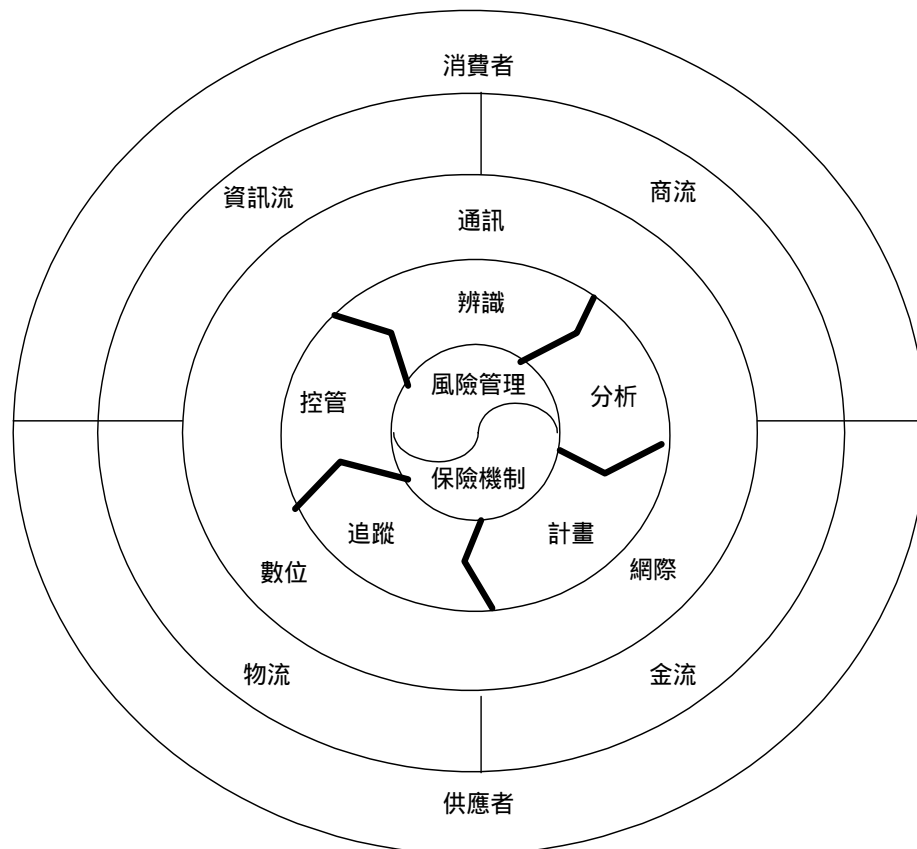 消費者
資訊流
商流
通訊
辨識
風險管理
控管
分析
保險機制
追蹤
計畫
數位
網際
物流
金流
供應者